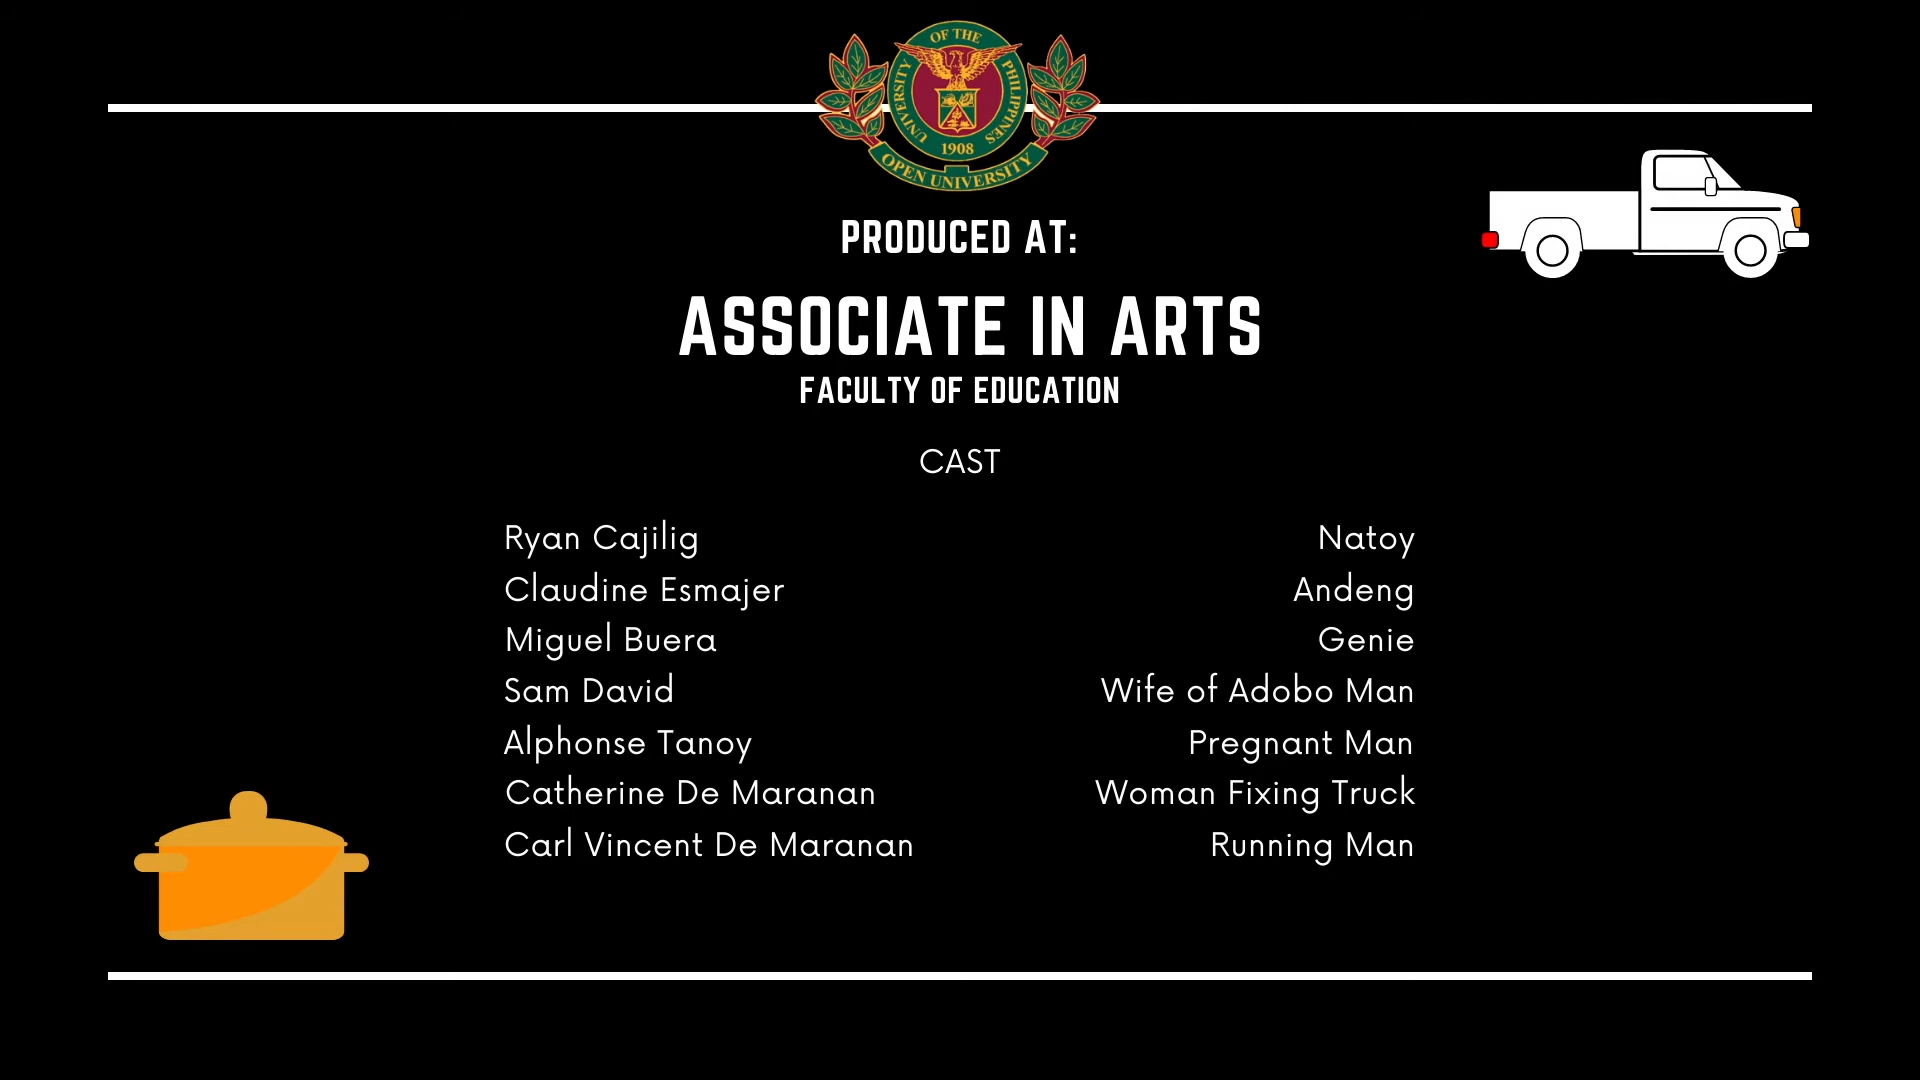 UNIVERSITY OF THE PHILIPPINES
1908
OPEN UNIVERSITY
PRODUCED AT:
ASSOCIATE IN ARTS
FACULTY OF EDUCATION
CAST
Ryan Cajilig Natoy
Claudine Esmajer Andeng
Miguel Buera Genie
Sam David Wife of Adobo Man
Alphonse Tanoy Pregnant Man
Catherine De Maranan Woman Fixing Truck
Carl Vincent De Maranan Running Man